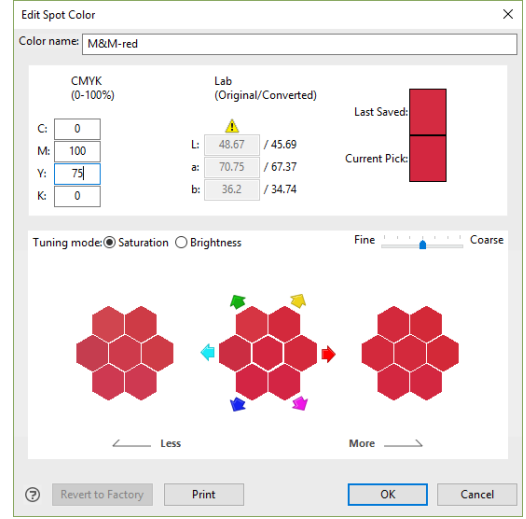 Edit Spot Color
Color name: M&M-red
CMYK
(0-100%)
Lab
(Original/Converted)
Last Saved:
C: 0
M: 100
L: 48.67 / 45.69
Current Pick:
Y: 75
a: 70.75 / 67.37
K: 0
b: 36.2 / 34.74
Tuning mode: Saturation Brightness
Fine Coarse
Less
More
? Revert to Factory Print OK Cancel